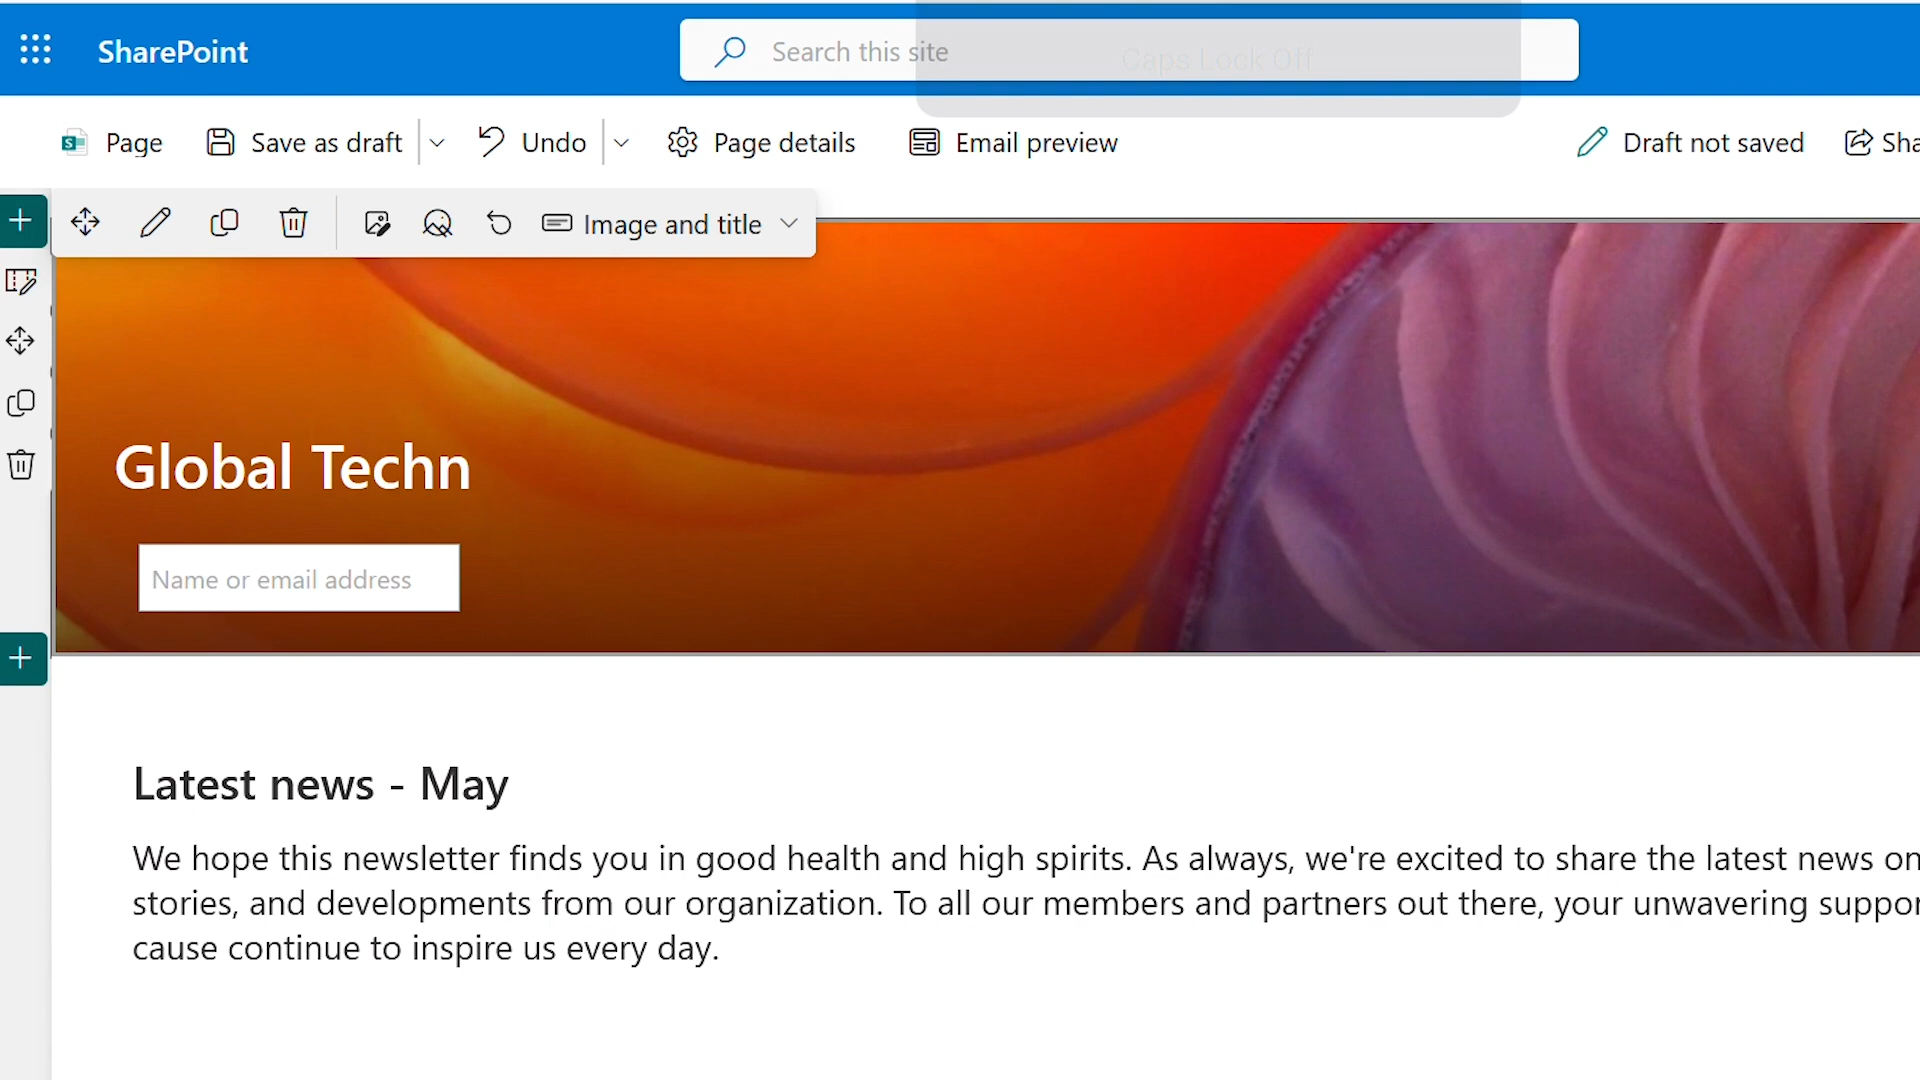 SharePoint
Search this site
Caps Lock Off
Page
Save as draft
Undo
Page details
Email preview
Draft not saved
Sha
Image and title
Global Techn
Name or email address
Latest news - May
We hope this newsletter finds you in good health and high spirits. As always, we're excited to share the latest news on
stories, and developments from our organization. To all our members and partners out there, your unwavering suppor
cause continue to inspire us every day.